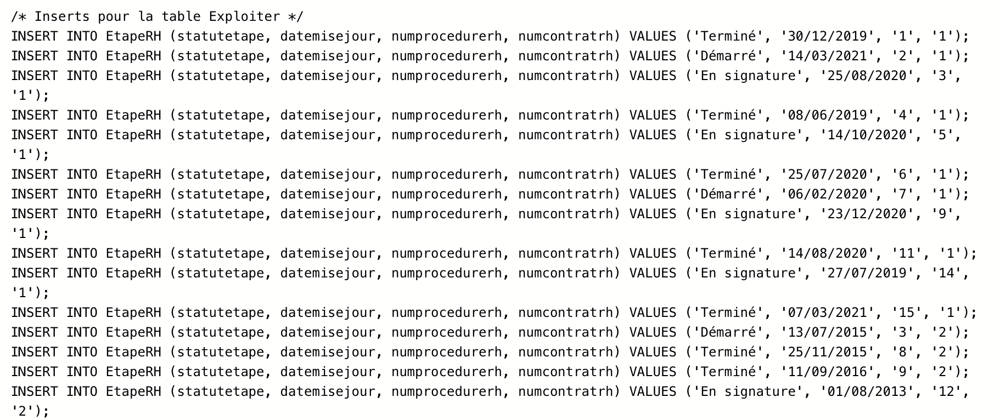 /* Inserts pour la table Exploiter */
INSERT INTO EtapeRH (statutetape, datemisejour, numprocedurerh, numcontratrh) VALUES ('Terminé', '30/12/2019', '1', '1');
INSERT INTO EtapeRH (statutetape, datemisejour, numprocedurerh, numcontratrh) VALUES ('Démarré', '14/03/2021', '2', '1');
INSERT INTO EtapeRH (statutetape, datemisejour, numprocedurerh, numcontratrh) VALUES ('En signature', '25/08/2020', '3',
'1');
INSERT INTO EtapeRH (statutetape, datemisejour, numprocedurerh, numcontratrh) VALUES ('Terminé', '08/06/2019', '4', '1');
INSERT INTO EtapeRH (statutetape, datemisejour, numprocedurerh, numcontratrh) VALUES ('En signature', '14/10/2020', '5',
'1');
INSERT INTO EtapeRH (statutetape, datemisejour, numprocedurerh, numcontratrh) VALUES ('Terminé', '25/07/2020', '6', '1');
INSERT INTO EtapeRH (statutetape, datemisejour, numprocedurerh, numcontratrh) VALUES ('Démarré', '06/02/2020', '7', '1');
INSERT INTO EtapeRH (statutetape, datemisejour, numprocedurerh, numcontratrh) VALUES ('En signature', '23/12/2020', '9',
'1');
INSERT INTO EtapeRH (statutetape, datemisejour, numprocedurerh, numcontratrh) VALUES ('Terminé', '14/08/2020', '11', '1');
INSERT INTO EtapeRH (statutetape, datemisejour, numprocedurerh, numcontratrh) VALUES ('En signature', '27/07/2019', '14',
'1');
INSERT INTO EtapeRH (statutetape, datemisejour, numprocedurerh, numcontratrh) VALUES ('Terminé', '07/03/2021', '15', '1');
INSERT INTO EtapeRH (statutetape, datemisejour, numprocedurerh, numcontratrh) VALUES ('Démarré', '13/07/2015', '3', '2');
INSERT INTO EtapeRH (statutetape, datemisejour, numprocedurerh, numcontratrh) VALUES ('Terminé', '25/11/2015', '8', '2');
INSERT INTO EtapeRH (statutetape, datemisejour, numprocedurerh, numcontratrh) VALUES ('Terminé', '11/09/2016', '9', '2');
INSERT INTO EtapeRH (statutetape, datemisejour, numprocedurerh, numcontratrh) VALUES ('En signature', '01/08/2013', '12',
'2');